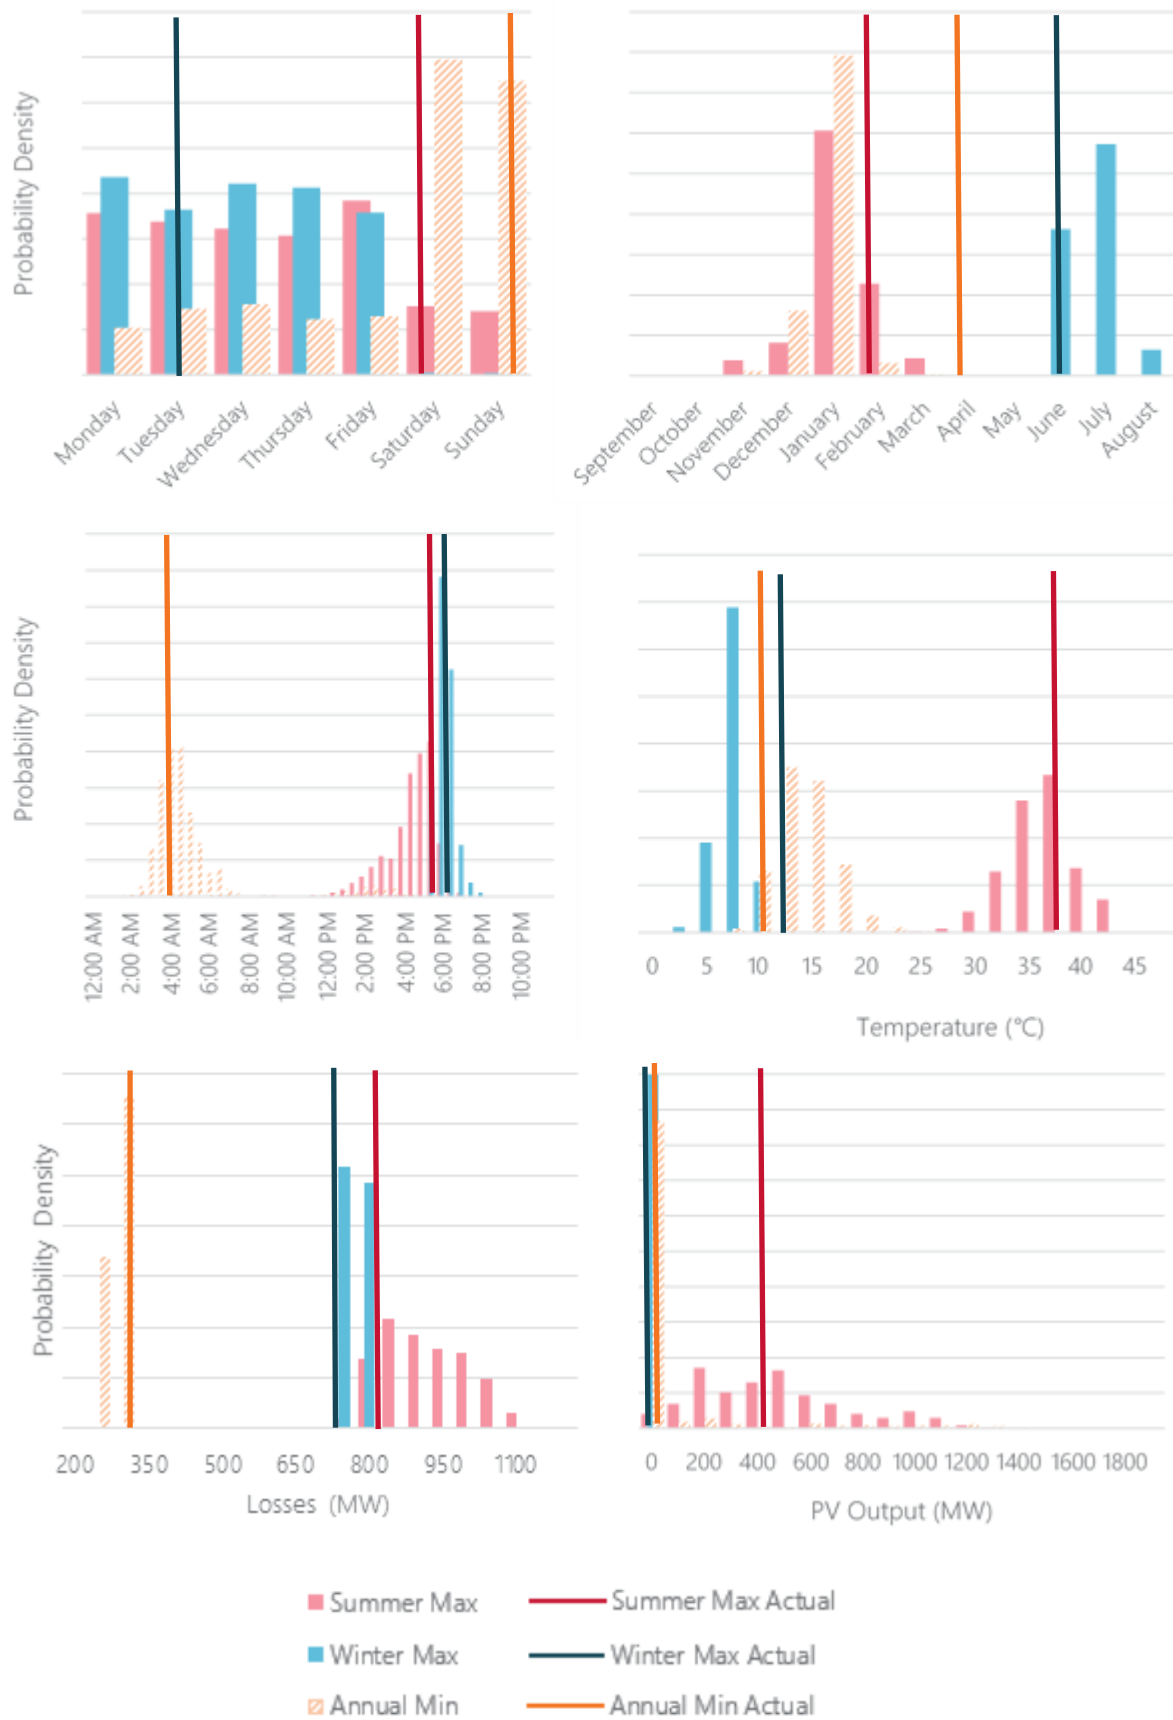 Probability Density
Monday
Tuesday
Wednesday
Thursday
Friday
Saturday
Sunday
September
October
November
December
January
February
March
April
May
June
July
August
Probability Density
12:00 AM
2:00 AM
4:00 AM
6:00 AM
8:00 AM
10:00 AM
12:00 PM
2:00 PM
4:00 PM
6:00 PM
8:00 PM
10:00 PM
0 5 10 15 20 25 30 35 40 45
Temperature (°C)
Probability Density
200 350 500 650 800 950 1100
Losses (MW)
0 200 400 600 800 1000 1200 1400 1600 1800
PV Output (MW)
Summer Max Summer Max Actual
Winter Max Winter Max Actual
Annual Min Annual Min Actual